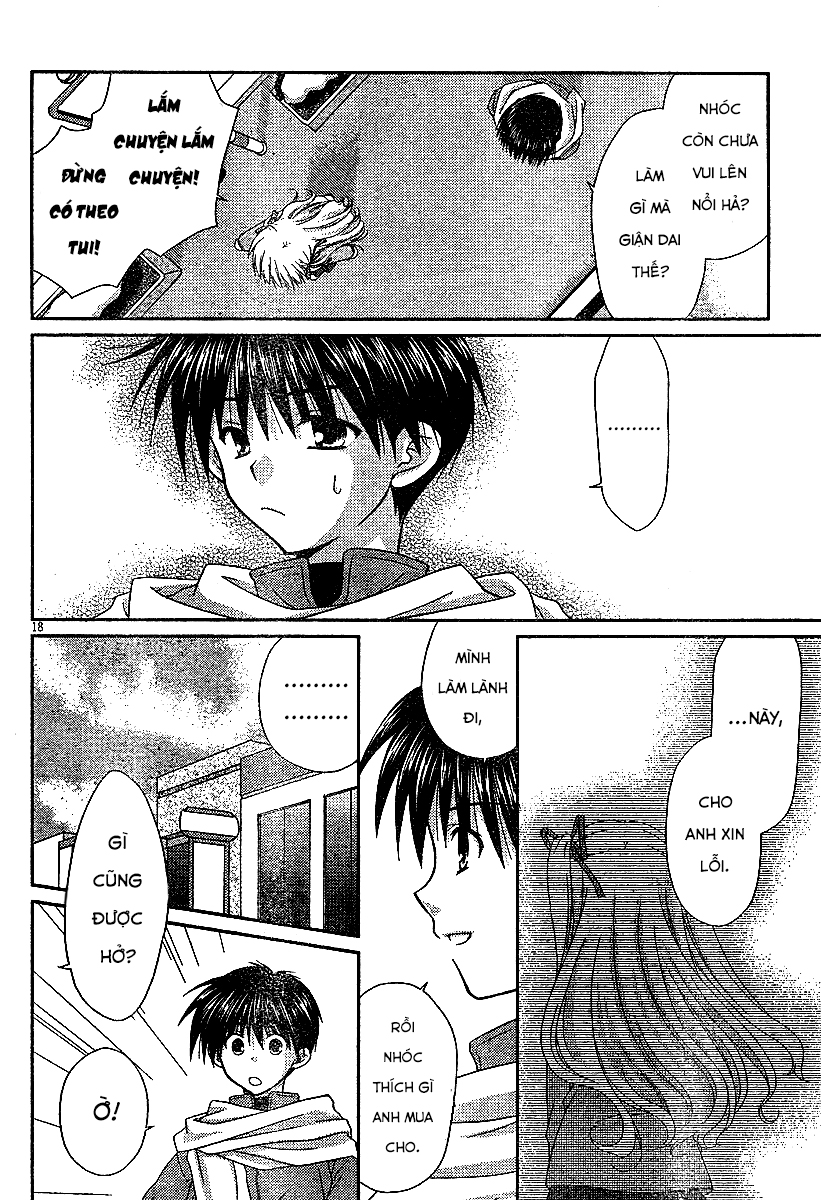 NHÓC
CÒN CHƯA
VUI LÊN
NỔI HẢ?
LÀM
GÌ MÀ
GIẬN DAI
THẾ?
LẮM
CHUYỆN LẮM
CHUYỆN!
ĐỪNG
CÓ THEO
TUI!
.........
18
...NÀY,
CHO
ANH XIN
LỖI.
MÌNH
LÀM LÀNH
ĐI,
RỒI
NHÓC
THÍCH GÌ
ANH MUA
CHO.
.........
.........
GÌ
CŨNG
ĐƯỢC
HỞ?
Ờ!